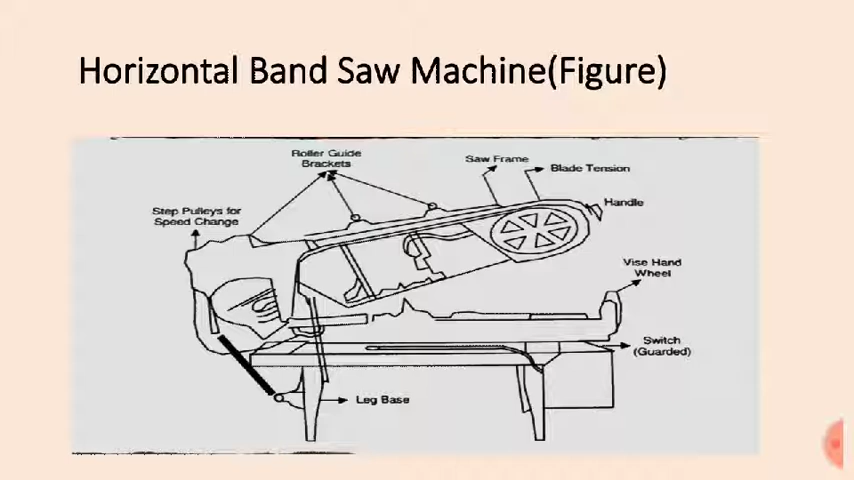 Horizontal Band Saw Machine(Figure)
Roller Guide
Brackets
Saw Frame
Blade Tension
Handle
Step Pulleys for
Speed Change
Vise Hand
Wheel
Switch
(Guarded)
Leg Base